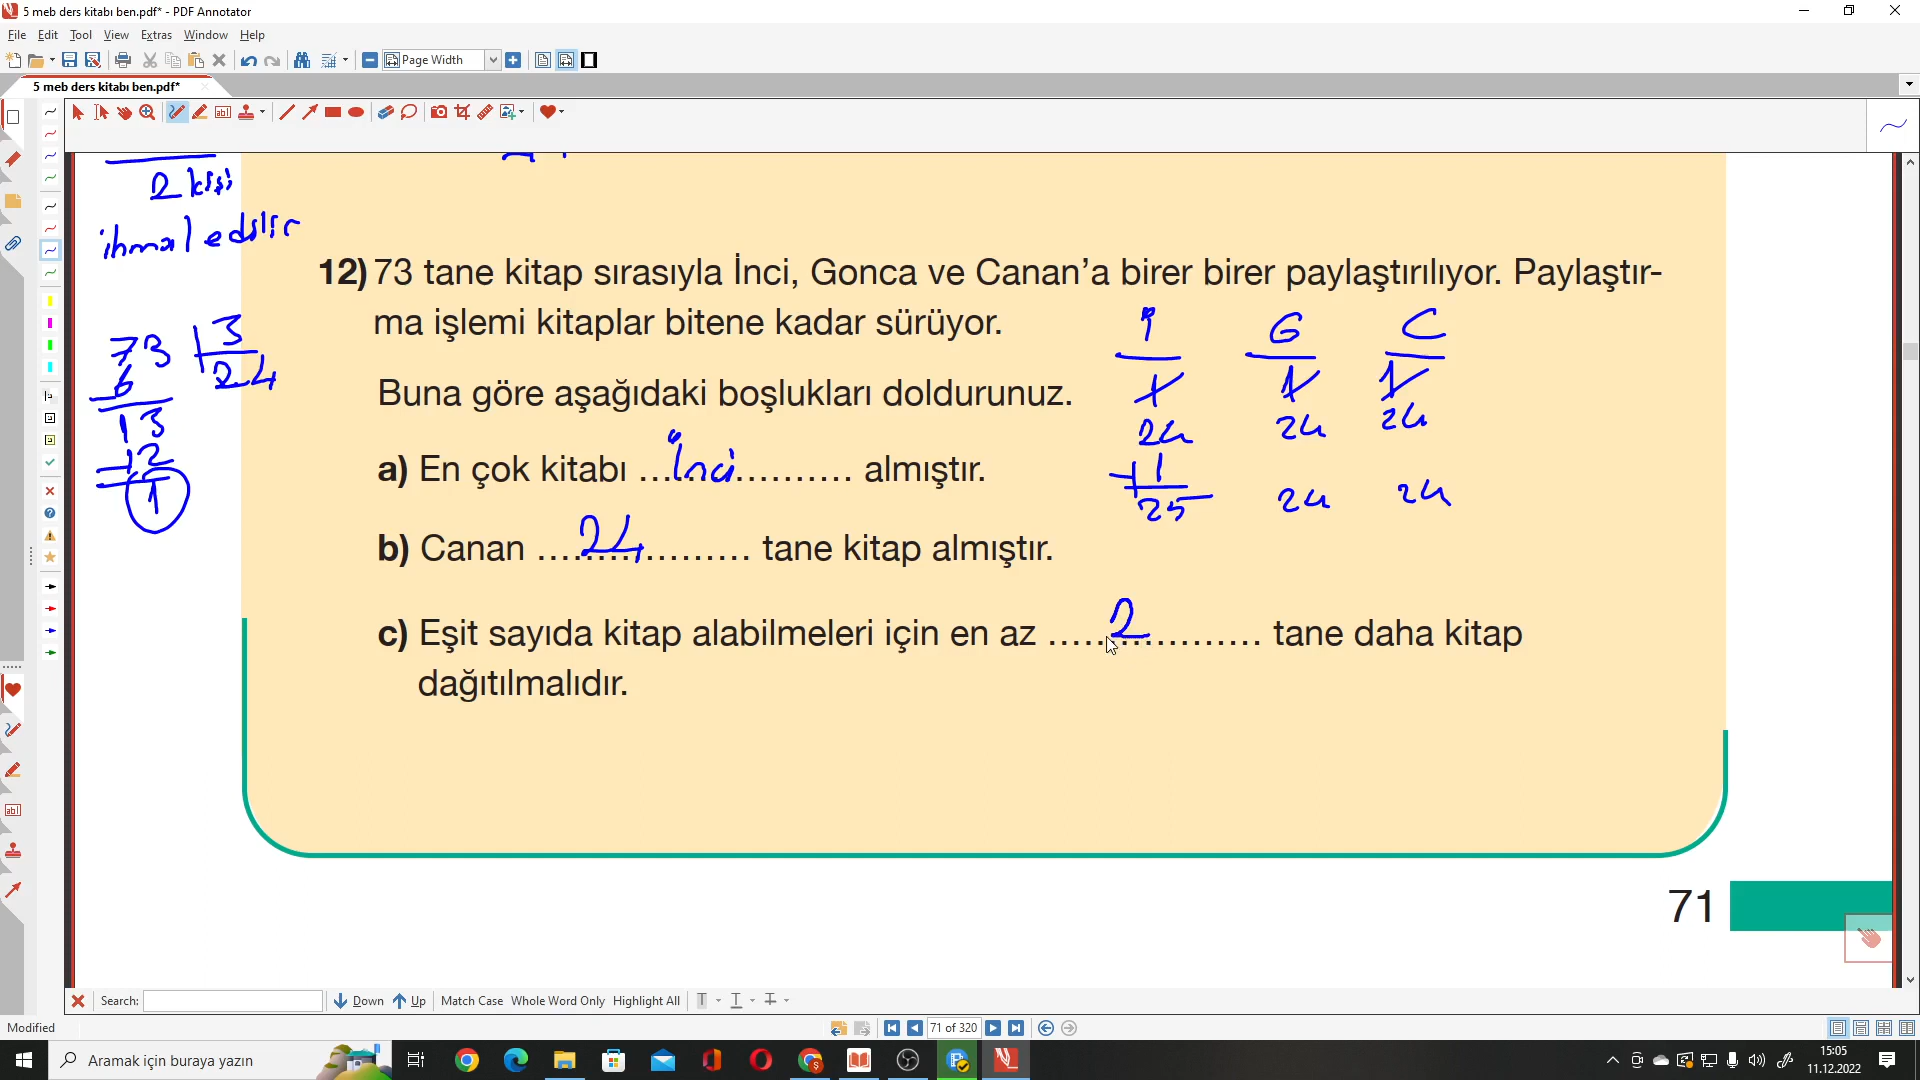 5 meb ders kitabı ben.pdf* - PDF Annotator
File Edit Tool View Extras Window Help
Page Width
5 meb ders kitabı ben.pdf*
2 kişi
ihmal edilir
12) 73 tane kitap sırasıyla İnci, Gonca ve Canan'a birer birer paylaştırılıyor. Paylaştır-
ma işlemi kitaplar bitene kadar sürüyor.
Buna göre aşağıdaki boşlukları doldurunuz.
a) En çok kitabı ....İnci.............. almıştır.
b) Canan ....24.............. tane kitap almıştır.
c) Eşit sayıda kitap alabilmeleri için en az ....2.............. tane daha kitap
dağıtılmalıdır.
73 3
6 24
13
12
1
İ G C
1 1 1
24 24 24
+1
25 24 24
71
Search: Down Up Match Case Whole Word Only Highlight All
Modified
71 of 320
Aramak için buraya yazın
15:05
11.12.2022